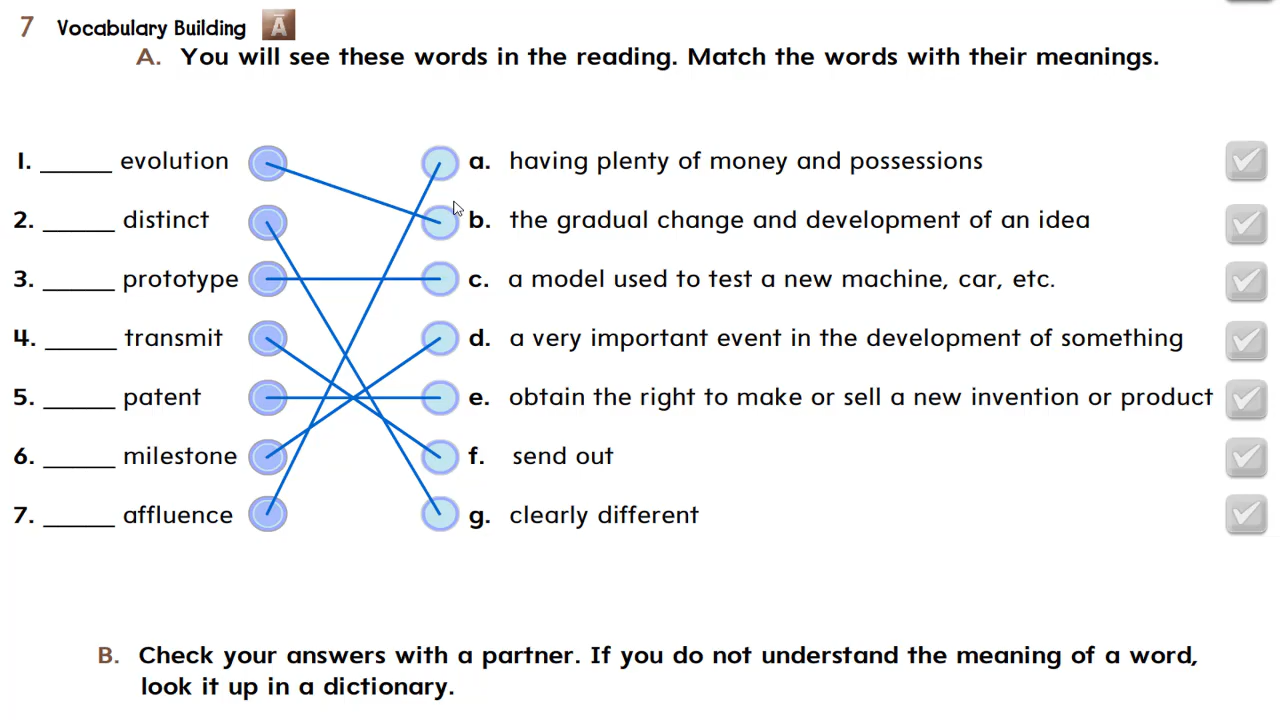 7 Vocabulary Building A
A. You will see these words in the reading. Match the words with their meanings.
1. ______ evolution a. having plenty of money and possessions
2. ______ distinct b. the gradual change and development of an idea
3. ______ prototype c. a model used to test a new machine, car, etc.
4. ______ transmit d. a very important event in the development of something
5. ______ patent e. obtain the right to make or sell a new invention or product
6. ______ milestone f. send out
7. ______ affluence g. clearly different
B. Check your answers with a partner. If you do not understand the meaning of a word,
look it up in a dictionary.